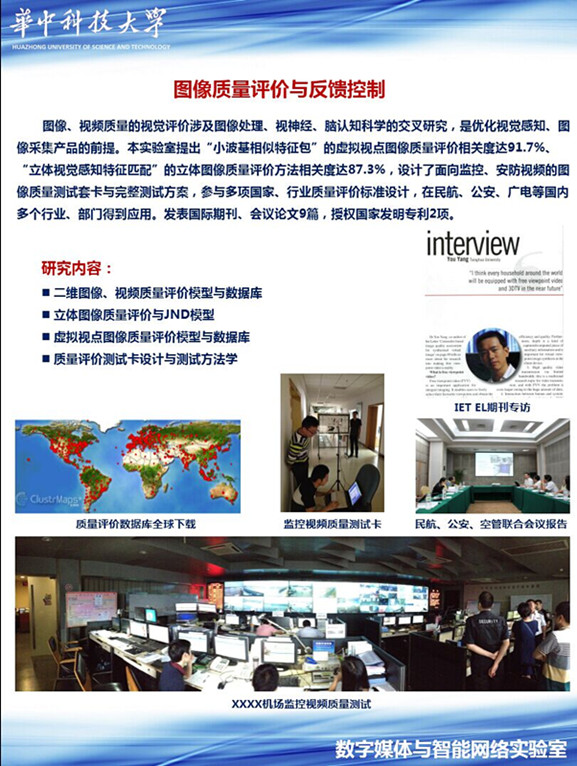 華中科技大学
HUAZHONG UNIVERSITY OF SCIENCE AND TECHNOLOGY
图像质量评价与反馈控制
图像、视频质量的视觉评价涉及图像处理、视神经、脑认知科学的交叉研究，是优化视觉感知、图
像采集产品的前提。本实验室提出“小波基相似特征包”的虚拟视点图像质量评价相关度达91.7%、
“立体视觉感知特征匹配”的立体图像质量评价方法相关度达87.3%，设计了面向监控、安防视频的图
像质量测试套卡与完整测试方案，参与多项国家、行业质量评价标准设计，在民航、公安、广电等国内
多个行业、部门得到应用。发表国际期刊、会议论文9篇，授权国家发明专利2项。
研究内容：
■ 二维图像、视频质量评价模型与数据库
■ 立体图像质量评价与JND模型
■ 虚拟视点图像质量评价模型与数据库
■ 质量评价测试卡设计与测试方法学
interview
You Yang Tsinghua University
"I think every household around the world
will be equipped with free viewpoint video
and 3DTV in the near future"
IET EL期刊专访
ClustrMaps
质量评价数据库全球下载
监控视频质量测试卡
民航、公安、空管联合会议报告
SECURITY
XXXX机场监控视频质量测试
数字媒体与智能网络实验室